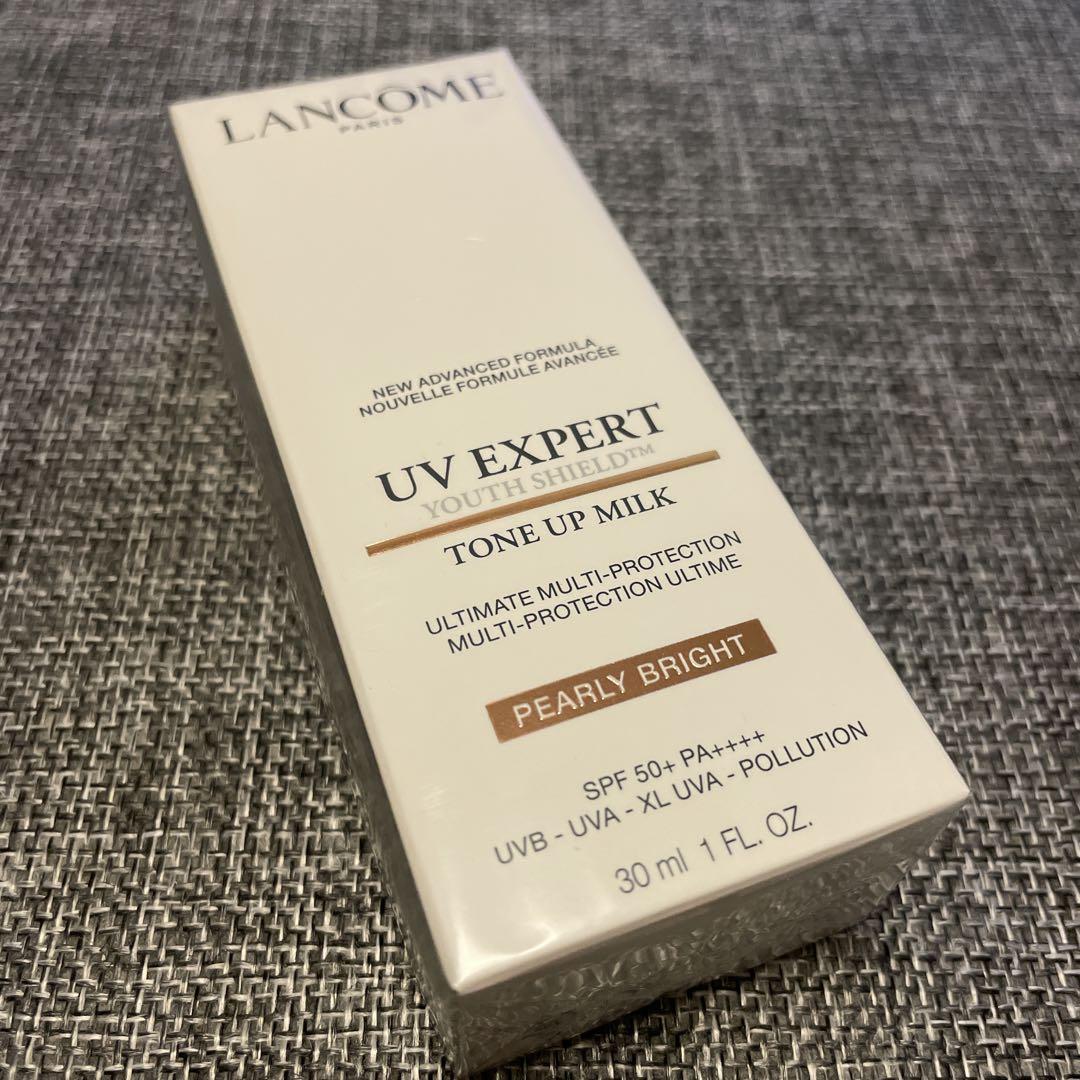 LANCÔME
PARIS
NEW ADVANCED FORMULA
NOUVELLE FORMULE AVANCÉE
UV EXPERT
YOUTH SHIELD™
TONE UP MILK
ULTIMATE MULTI-PROTECTION
MULTI-PROTECTION ULTIME
PEARLY BRIGHT
SPF 50+ PA++++
UVB - UVA - XL UVA - POLLUTION
30 ml 1 FL. OZ.